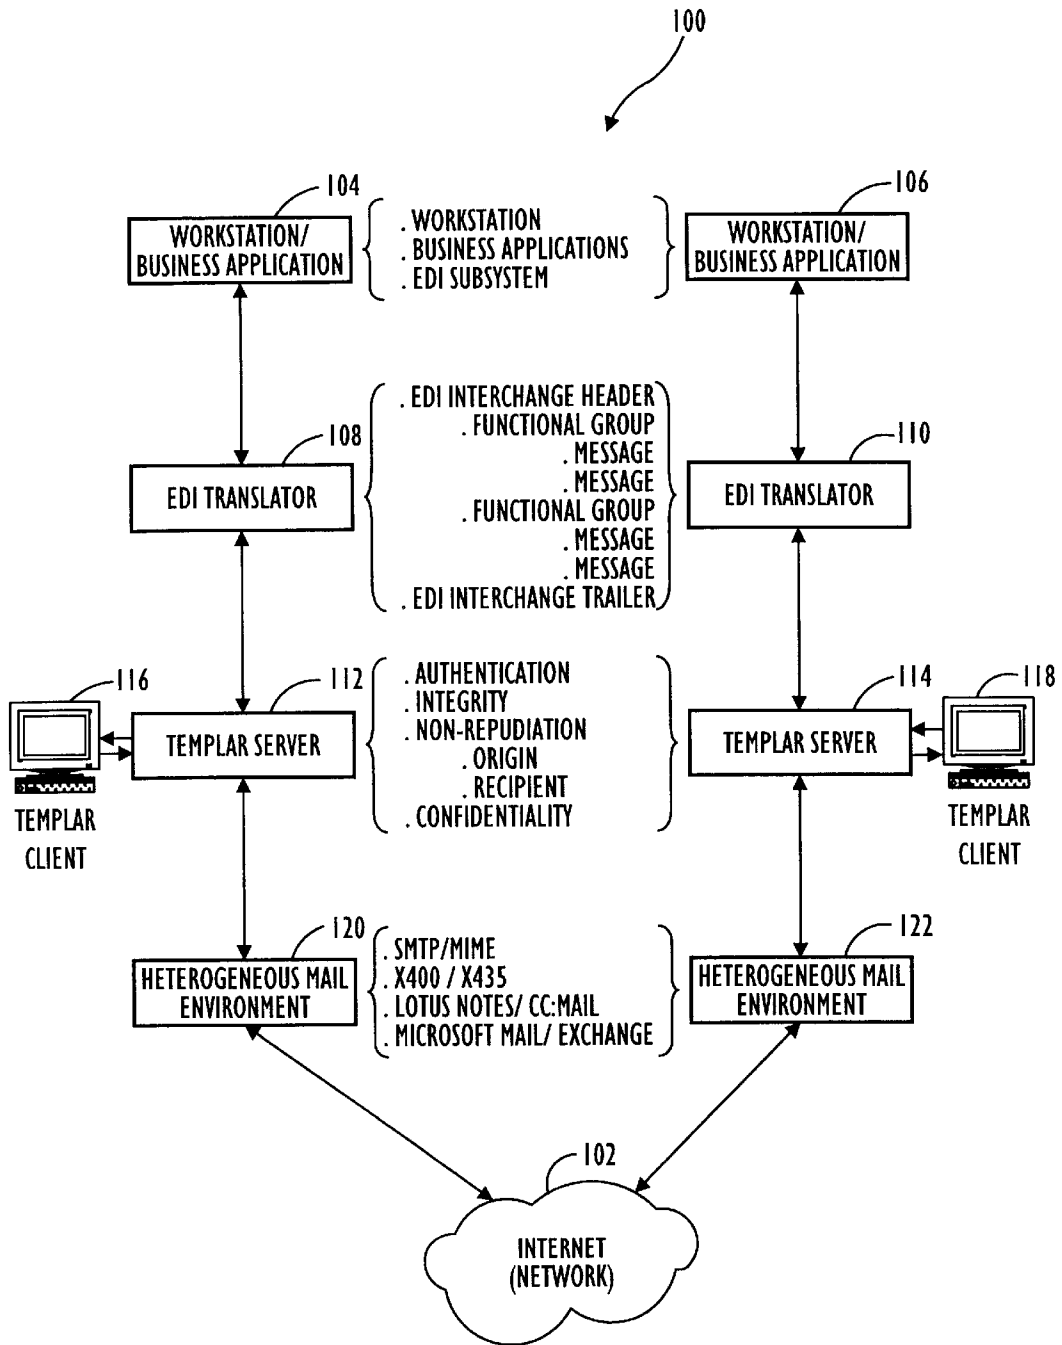 100
104
106
WORKSTATION/
BUSINESS APPLICATION
. WORKSTATION
. BUSINESS APPLICATIONS
. EDI SUBSYSTEM
WORKSTATION/
BUSINESS APPLICATION
108
110
EDI TRANSLATOR
. EDI INTERCHANGE HEADER
. FUNCTIONAL GROUP
. MESSAGE
. MESSAGE
. FUNCTIONAL GROUP
. MESSAGE
. MESSAGE
. EDI INTERCHANGE TRAILER
EDI TRANSLATOR
116
112
114
118
TEMPLAR SERVER
. AUTHENTICATION
. INTEGRITY
. NON-REPUDIATION
. ORIGIN
. RECIPIENT
. CONFIDENTIALITY
TEMPLAR SERVER
TEMPLAR
CLIENT
TEMPLAR
CLIENT
120
122
HETEROGENEOUS MAIL
ENVIRONMENT
. SMTP/MIME
. X400 / X435
. LOTUS NOTES/ CC:MAIL
. MICROSOFT MAIL/ EXCHANGE
HETEROGENEOUS MAIL
ENVIRONMENT
102
INTERNET
(NETWORK)